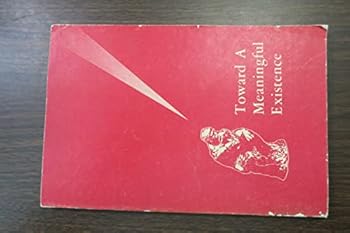 Toward A
Meaningful
Existence